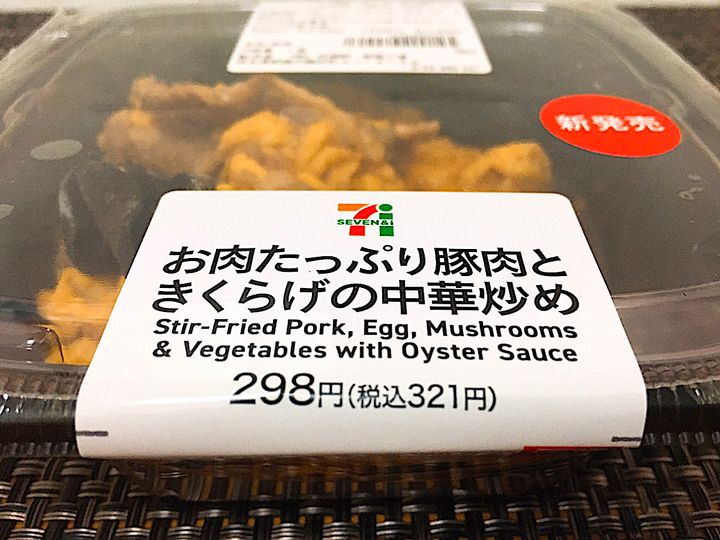 新発売
SEVEN&i
お肉たっぷり豚肉と
きくらげの中華炒め
Stir-Fried Pork, Egg, Mushrooms
& Vegetables with Oyster Sauce
298円(税込321円)